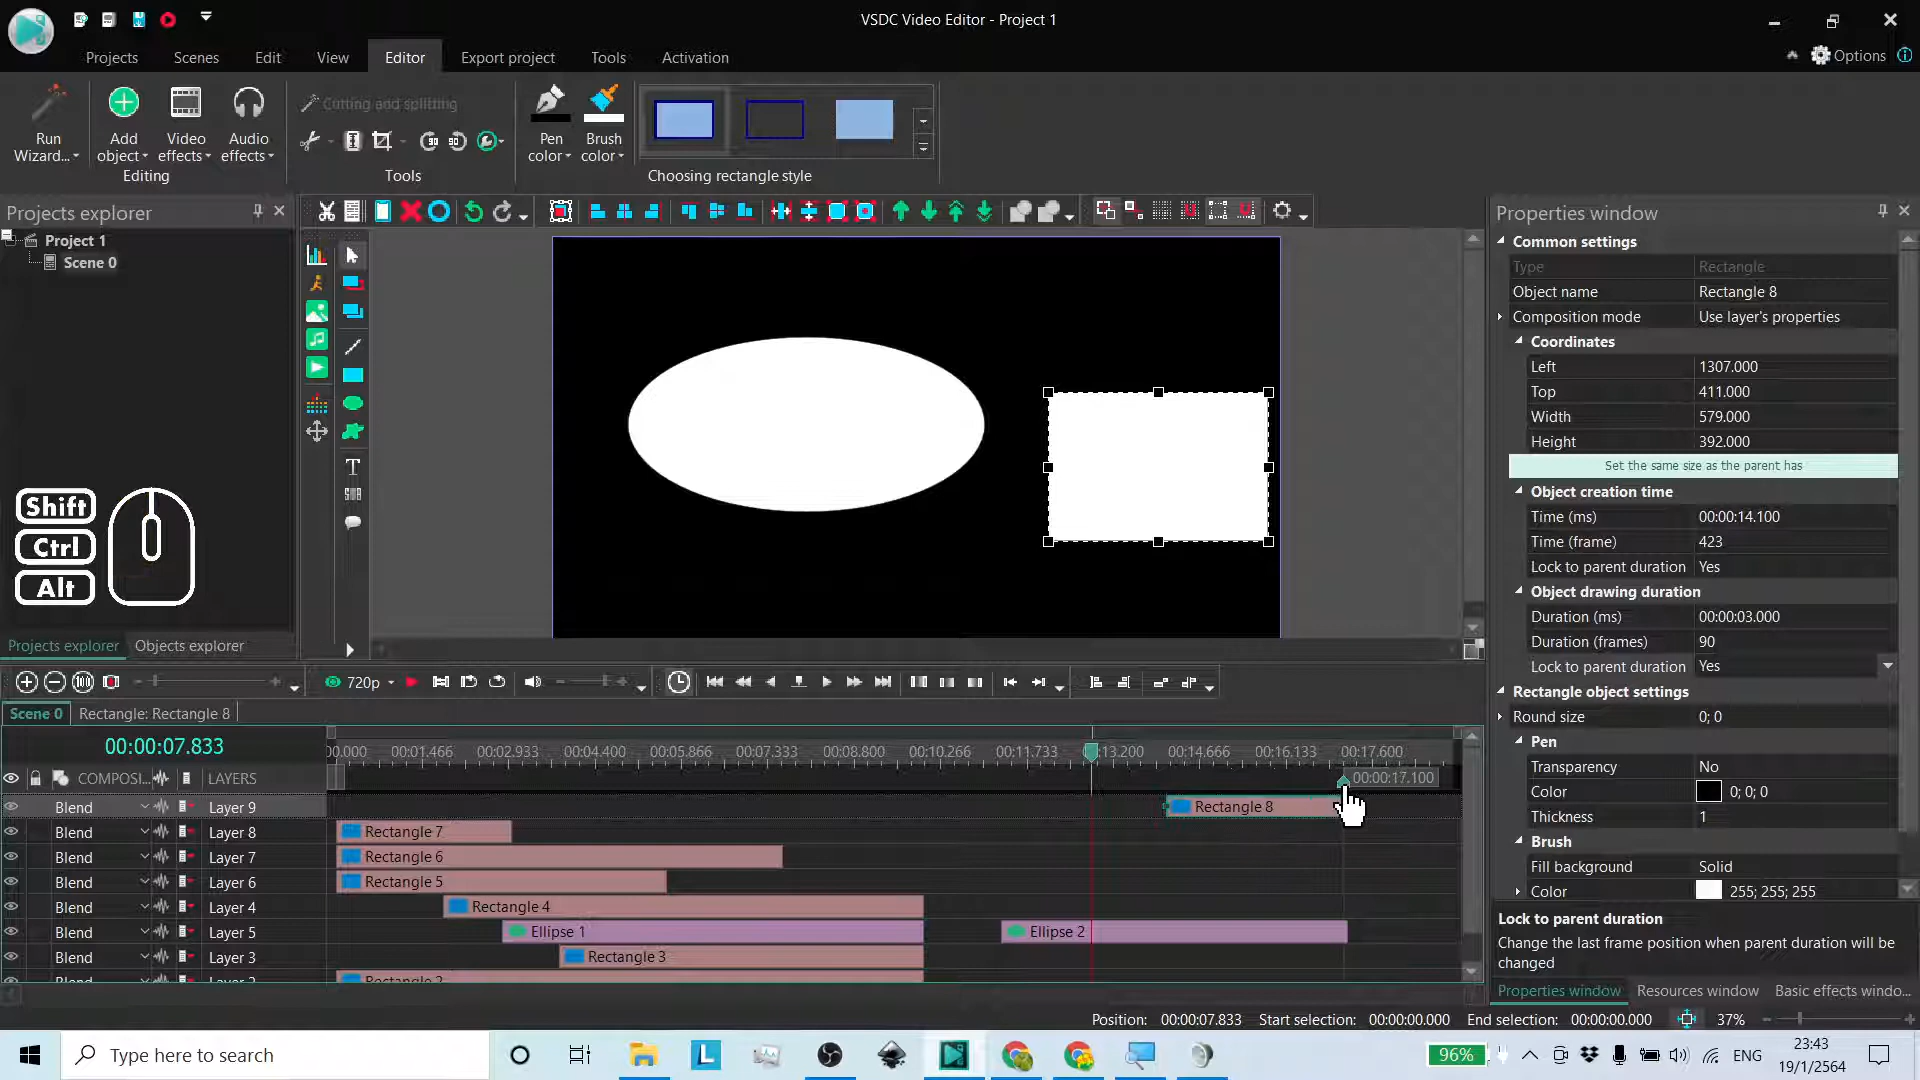 VSDC Video Editor - Project 1
Projects Scenes Edit View Editor Export project Tools Activation
Options
Run Wizard...
Add object
Video effects
Audio effects
Editing
Cutting and splitting
Tools
Pen color
Brush color
Choosing rectangle style
Projects explorer
Project 1
Scene 0
Shift
Ctrl
Alt
Projects explorer Objects explorer
T
Properties window
Common settings
Type Rectangle
Object name Rectangle 8
Composition mode Use layer's properties
Coordinates
Left 1307.000
Top 411.000
Width 579.000
Height 392.000
Set the same size as the parent has
Object creation time
Time (ms) 00:00:14.100
Time (frame) 423
Lock to parent duration Yes
Object drawing duration
Duration (ms) 00:00:03.000
Duration (frames) 90
Lock to parent duration Yes
Rectangle object settings
Round size 0; 0
Pen
Transparency No
Color 0; 0; 0
Thickness 1
Brush
Fill background Solid
Color 255; 255; 255
Lock to parent duration
Change the last frame position when parent duration will be
changed
Properties window Resources window Basic effects windo...
720p
Scene 0 Rectangle: Rectangle 8
00:00:07.833
0.000 00:01.466 00:02.933 00:04.400 00:05.866 00:07.333 00:08.800 00:10.266 00:11.733 :13.200 00:14.666 00:16.133 00:17.600
COMPOSI... LAYERS
00:00:17.100
Blend Layer 9 Rectangle 8
Blend Layer 8 Rectangle 7
Blend Layer 7 Rectangle 6
Blend Layer 6 Rectangle 5
Blend Layer 4 Rectangle 4
Blend Layer 5 Ellipse 1 Ellipse 2
Blend Layer 3 Rectangle 3
Blend Layer 2 Rectangle 2
Position: 00:00:07.833 Start selection: 00:00:00.000 End selection: 00:00:00.000 37%
Type here to search
L
96%
ENG
23:43
19/1/2564